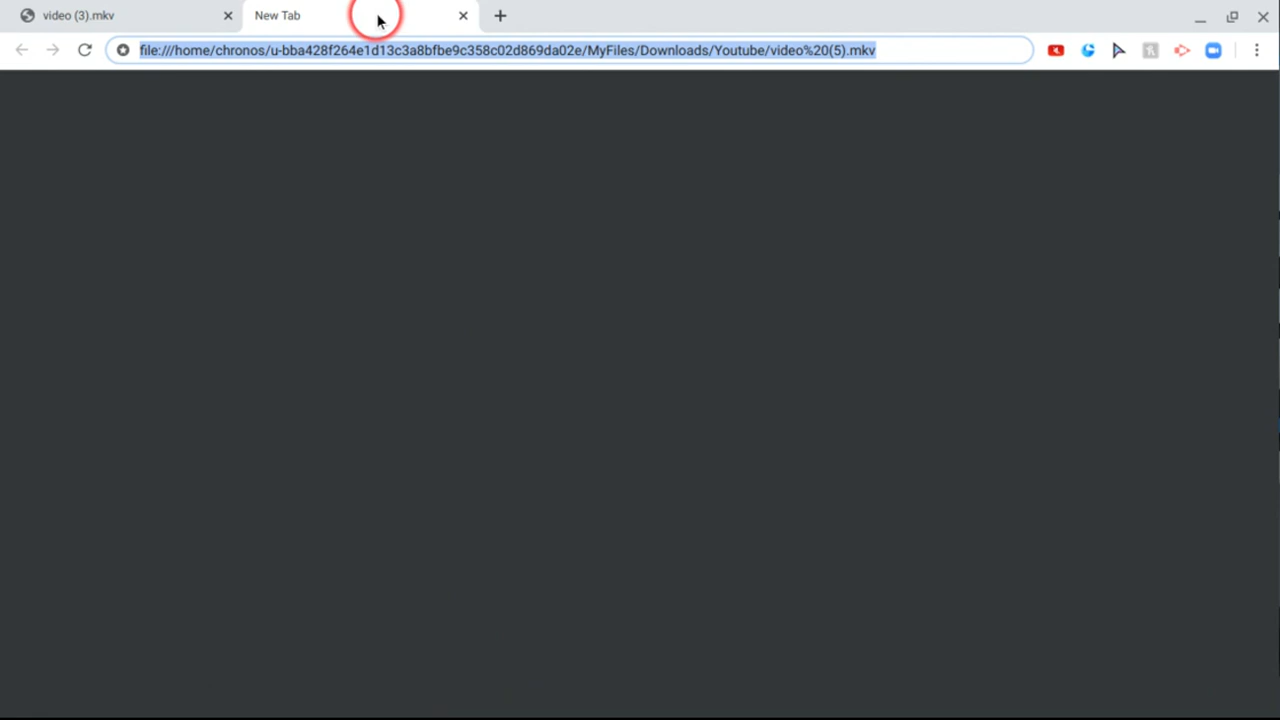 video (3).mkv
New Tab
file:///home/chronos/u-bba428f264e1d13c3a8bfbe9c358c02d869da02e/MyFiles/Downloads/Youtube/video%20(5).mkv